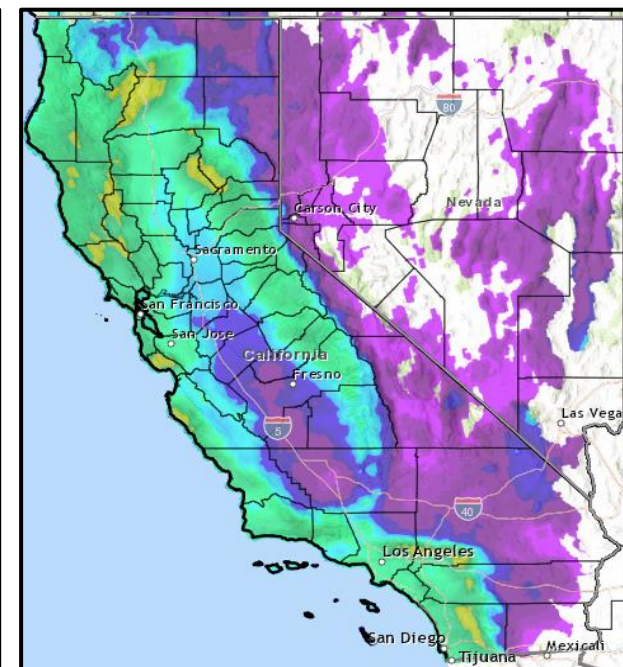 80
Nevada
Carson City
Sacramento
San Francisco
San Jose
California
Fresno
Las Vega
5
40
Los Angeles
San Diego
Tijuana
Mexicali